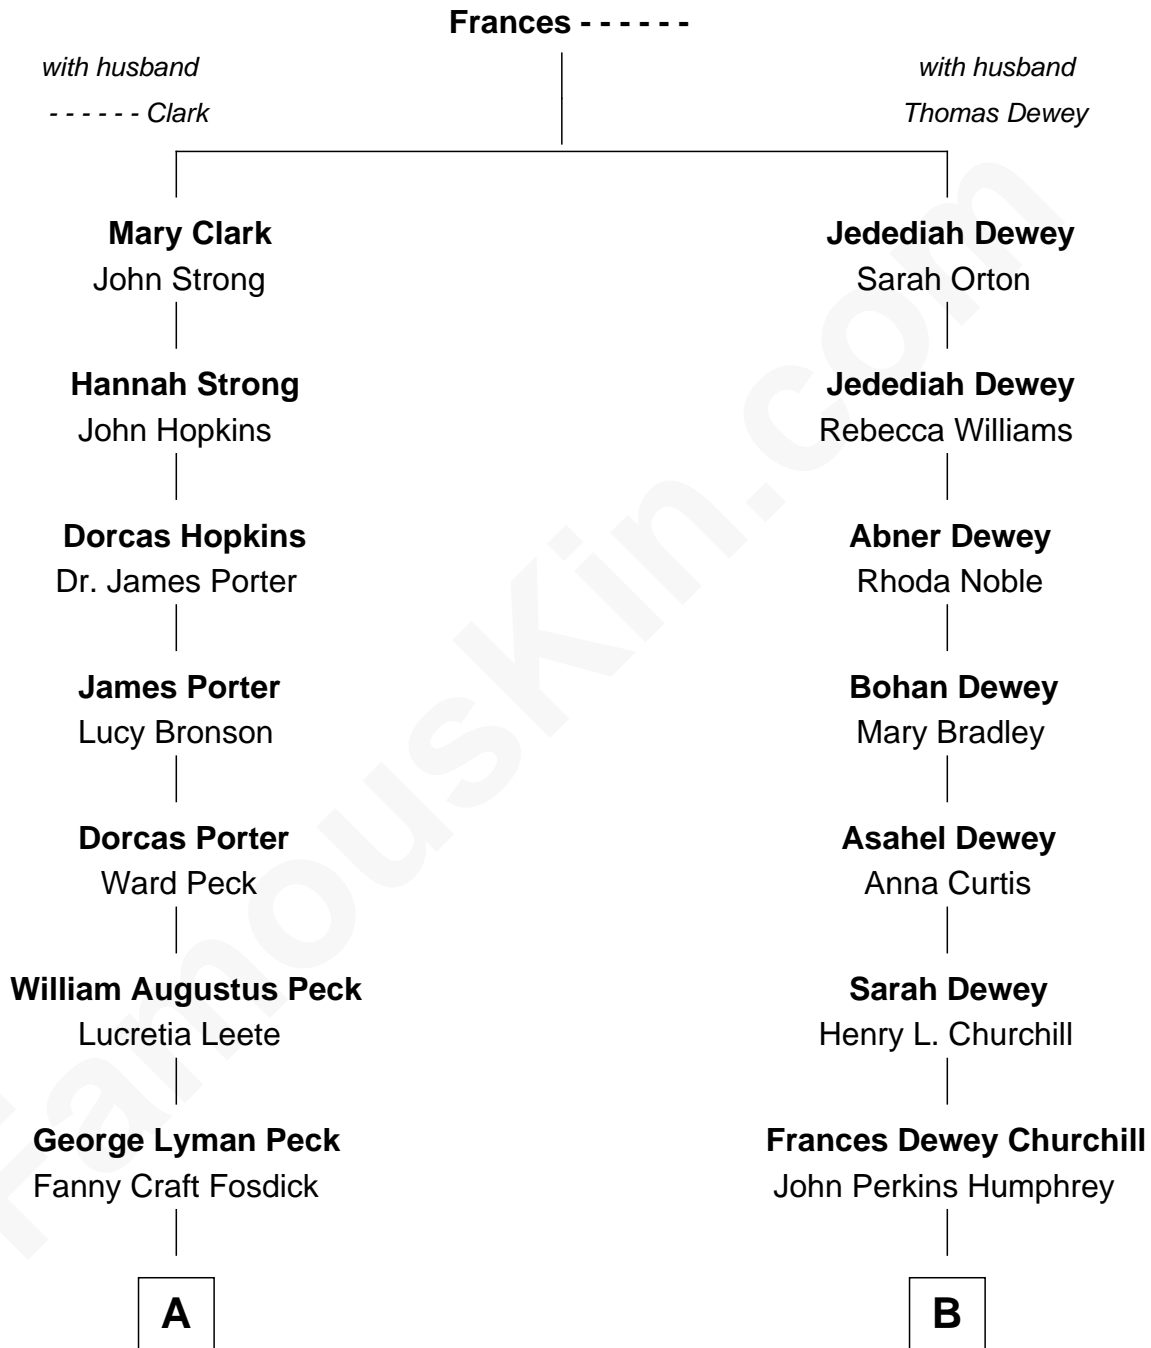 Frances - - - - - -
with husband
- - - - - - Clark
with husband
Thomas Dewey
Mary Clark
John Strong
Jedediah Dewey
Sarah Orton
Hannah Strong
John Hopkins
Jedediah Dewey
Rebecca Williams
Dorcas Hopkins
Dr. James Porter
Abner Dewey
Rhoda Noble
James Porter
Lucy Bronson
Bohan Dewey
Mary Bradley
Dorcas Porter
Ward Peck
Asahel Dewey
Anna Curtis
William Augustus Peck
Lucretia Leete
Sarah Dewey
Henry L. Churchill
George Lyman Peck
Fanny Craft Fosdick
Frances Dewey Churchill
John Perkins Humphrey
A
B
FamousKin.com